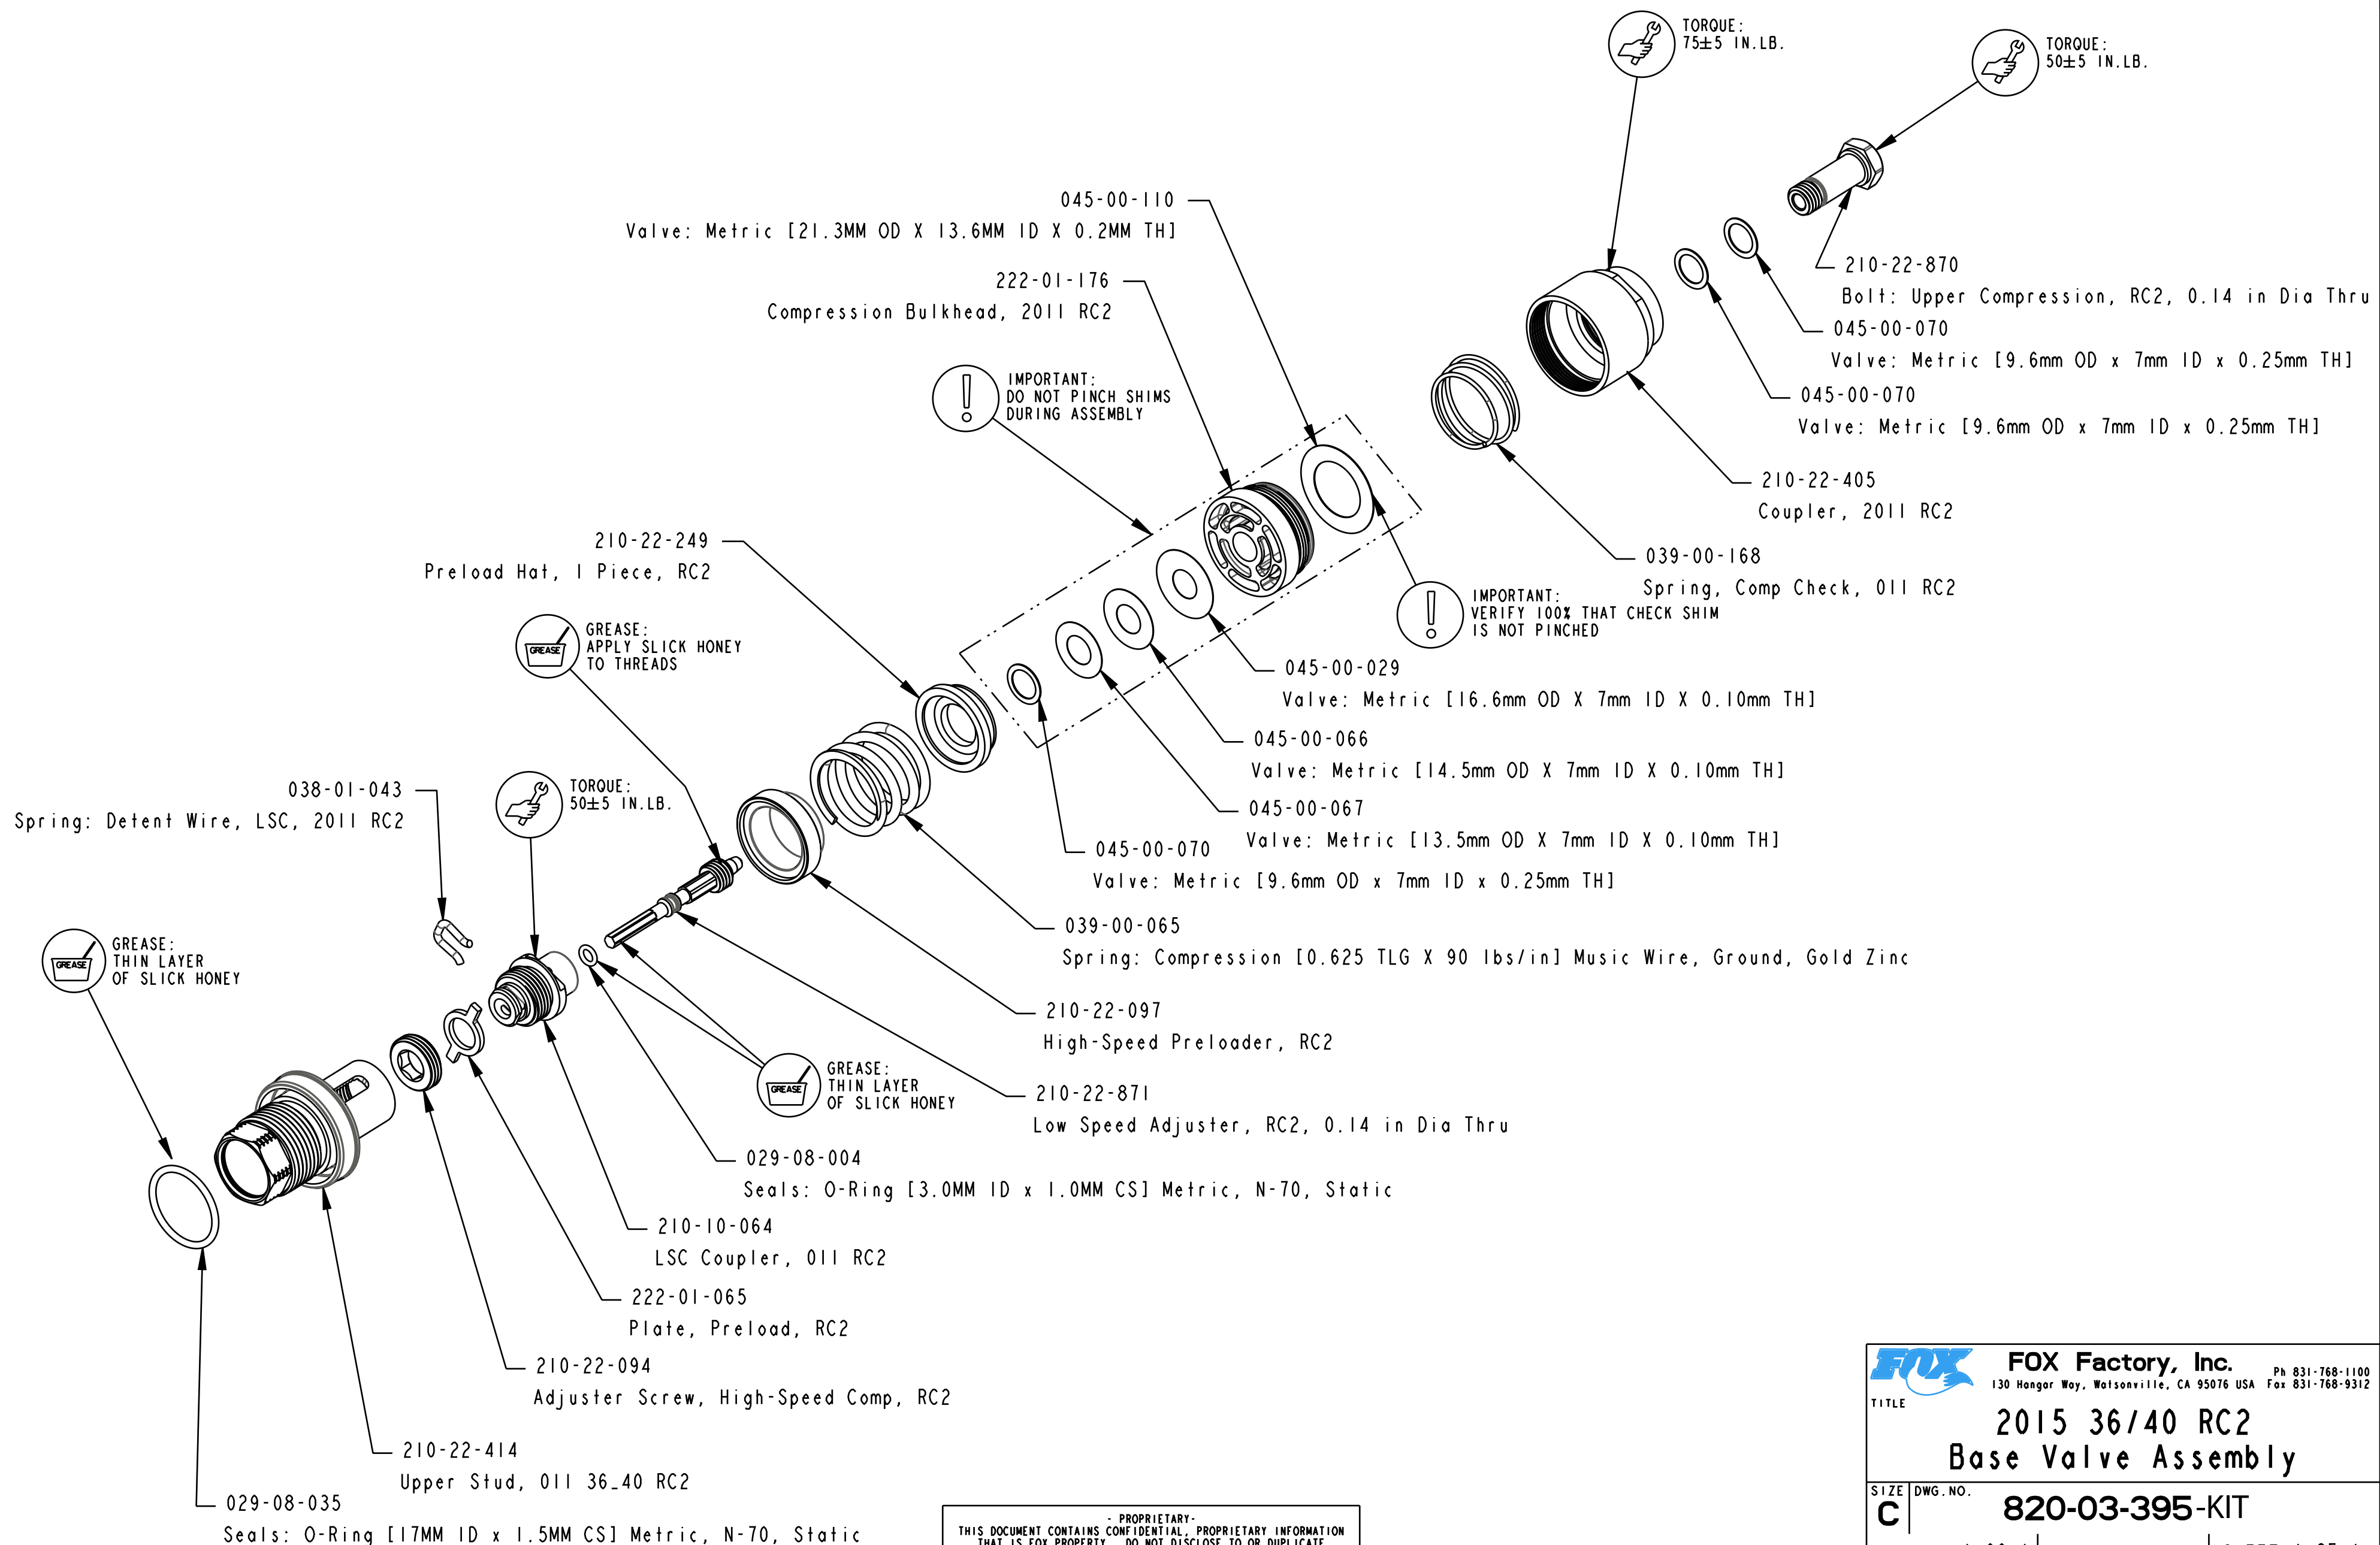 TORQUE:
75±5 IN.LB.
TORQUE:
50±5 IN.LB.
045-00-110
Valve: Metric [21.3MM OD X 13.6MM ID X 0.2MM TH]
222-01-176
Compression Bulkhead, 2011 RC2
IMPORTANT:
DO NOT PINCH SHIMS
DURING ASSEMBLY
210-22-870
Bolt: Upper Compression, RC2, 0.14 in Dia Thru
045-00-070
Valve: Metric [9.6mm OD x 7mm ID x 0.25mm TH]
045-00-070
Valve: Metric [9.6mm OD x 7mm ID x 0.25mm TH]
210-22-405
Coupler, 2011 RC2
039-00-168
Spring, Comp Check, 011 RC2
IMPORTANT:
VERIFY 100% THAT CHECK SHIM
IS NOT PINCHED
210-22-249
Preload Hat, 1 Piece, RC2
GREASE
GREASE:
APPLY SLICK HONEY
TO THREADS
045-00-029
Valve: Metric [16.6mm OD X 7mm ID X 0.10mm TH]
045-00-066
Valve: Metric [14.5mm OD X 7mm ID X 0.10mm TH]
045-00-067
Valve: Metric [13.5mm OD X 7mm ID X 0.10mm TH]
045-00-070
Valve: Metric [9.6mm OD x 7mm ID x 0.25mm TH]
038-01-043
Spring: Detent Wire, LSC, 2011 RC2
TORQUE:
50±5 IN.LB.
039-00-065
Spring: Compression [0.625 TLG X 90 lbs/in] Music Wire, Ground, Gold Zinc
GREASE
GREASE:
THIN LAYER
OF SLICK HONEY
210-22-097
High-Speed Preloader, RC2
GREASE
GREASE:
THIN LAYER
OF SLICK HONEY
210-22-871
Low Speed Adjuster, RC2, 0.14 in Dia Thru
029-08-004
Seals: O-Ring [3.0MM ID x 1.0MM CS] Metric, N-70, Static
210-10-064
LSC Coupler, 011 RC2
222-01-065
Plate, Preload, RC2
210-22-094
Adjuster Screw, High-Speed Comp, RC2
210-22-414
Upper Stud, 011 36_40 RC2
029-08-035
Seals: O-Ring [17MM ID x 1.5MM CS] Metric, N-70, Static
- PROPRIETARY-
THIS DOCUMENT CONTAINS CONFIDENTIAL, PROPRIETARY INFORMATION
THAT IS FOX PROPERTY. DO NOT DISCLOSE TO OR DUPLICATE
FOX
FOX Factory, Inc.
130 Hangar Way, Watsonville, CA 95076 USA
Ph 831-768-1100
Fax 831-768-9312
TITLE
2015 36/40 RC2
Base Valve Assembly
SIZE
C
DWG.NO.
820-03-395-KIT